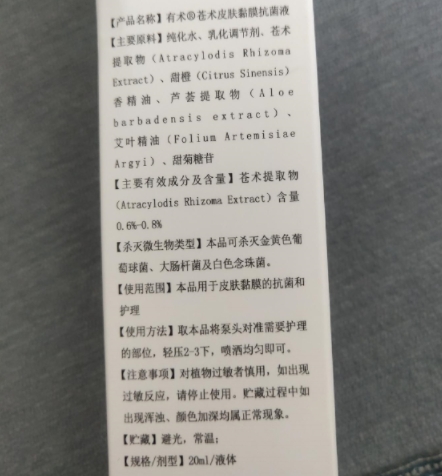 【产品名称】有术®苍术皮肤黏膜抗菌液
【主要原料】纯化水、乳化调节剂、苍术
提取物（Atracylodis Rhizoma
Extract）、甜橙（Citrus Sinensis）
香精油、芦荟提取物（Aloe
barbadensis extract）、
艾叶精油（Folium Artemisiae
Argyi）、甜菊糖苷
【主要有效成分及含量】苍术提取物
（Atracylodis Rhizoma Extract）含量
0.6%-0.8%
【杀灭微生物类型】本品可杀灭金黄色葡
萄球菌、大肠杆菌及白色念珠菌。
【使用范围】本品用于皮肤黏膜的抗菌和
护理
【使用方法】取本品将泵头对准需要护理
的部位，轻压2-3下，喷洒均匀即可。
【注意事项】对植物过敏者慎用，如出现
过敏反应，请停止使用。贮藏过程中如
出现浑浊、颜色加深均属正常现象。
【贮藏】避光，常温；
【规格/剂型】20ml/液体